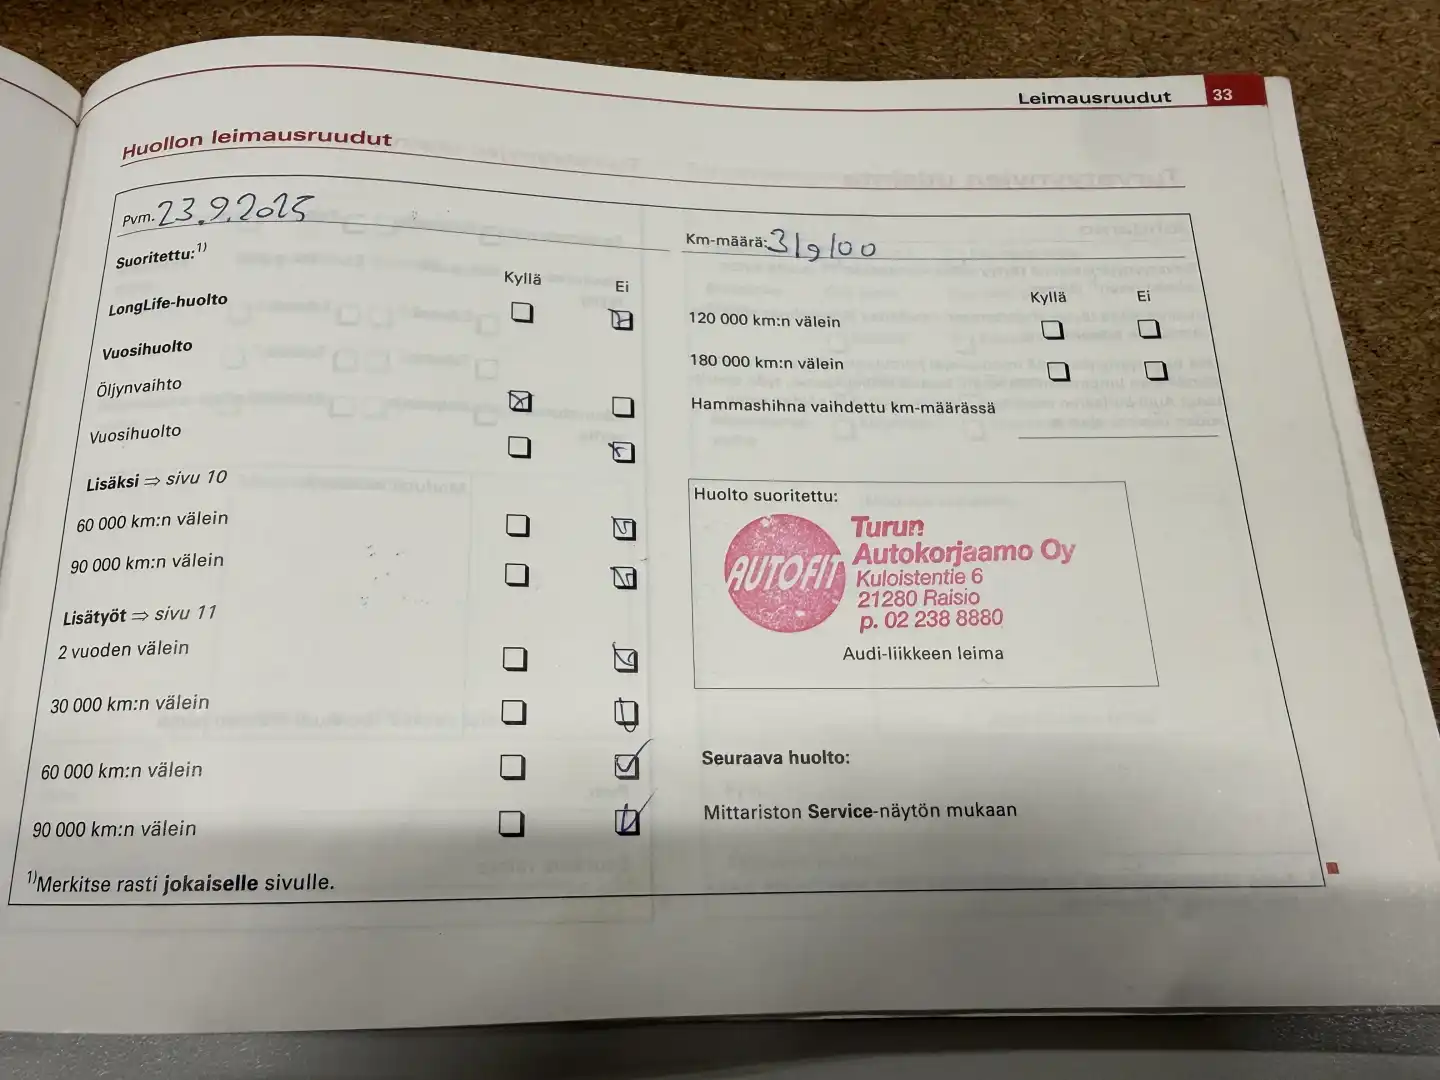 Leimausruudut 33
Huollon leimausruudut
Pvm. 23.9.2025
Km-määrä: 319100
Suoritettu:1)
Kyllä Ei
LongLife-huolto
Vuosihuolto
Öljynvaihto
Vuosihuolto
Lisäksi ⇒ sivu 10
60 000 km:n välein
90 000 km:n välein
Lisätyöt ⇒ sivu 11
2 vuoden välein
30 000 km:n välein
60 000 km:n välein
90 000 km:n välein
1)Merkitse rasti jokaiselle sivulle.
Kyllä Ei
120 000 km:n välein
180 000 km:n välein
Hammashihna vaihdettu km-määrässä
Huolto suoritettu:
AUTOFIT
Turun
Autokorjaamo Oy
Kuloistentie 6
21280 Raisio
p. 02 238 8880
Audi-liikkeen leima
Seuraava huolto:
Mittariston Service-näytön mukaan